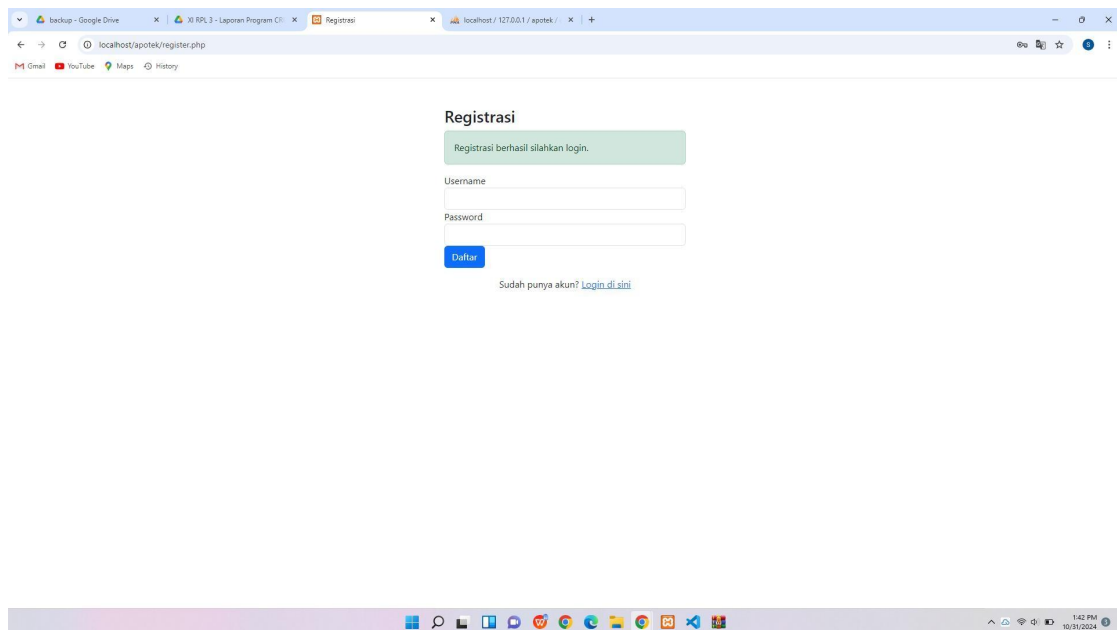 backup - Google Drive
XI RPL 3 - Laporan Program CR
Registrasi
localhost / 127.0.0.1 / apotek /
localhost/apotek/register.php
Gmail
YouTube
Maps
History
Registrasi
Registrasi berhasil silahkan login.
Username
Password
Daftar
Sudah punya akun? Login di sini
1:42 PM
10/31/2024